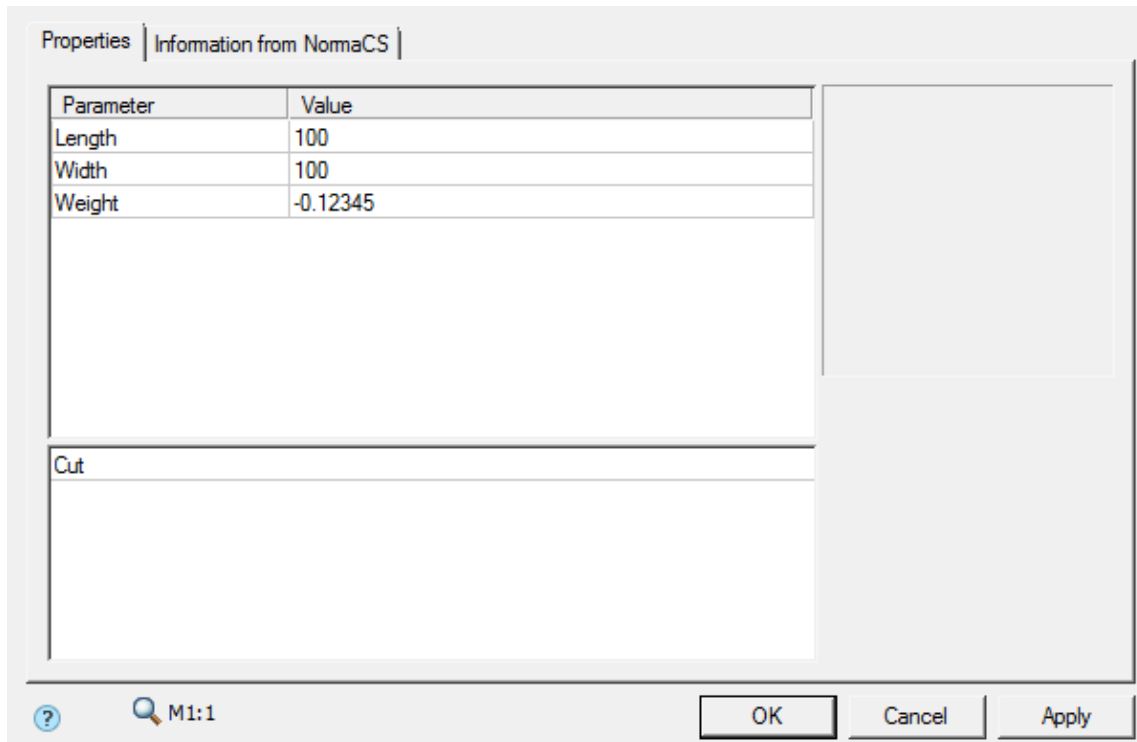 Properties Information from NormaCS
Parameter Value
Length 100
Width 100
Weight -0.12345
Cut
? M1:1 OK Cancel Apply